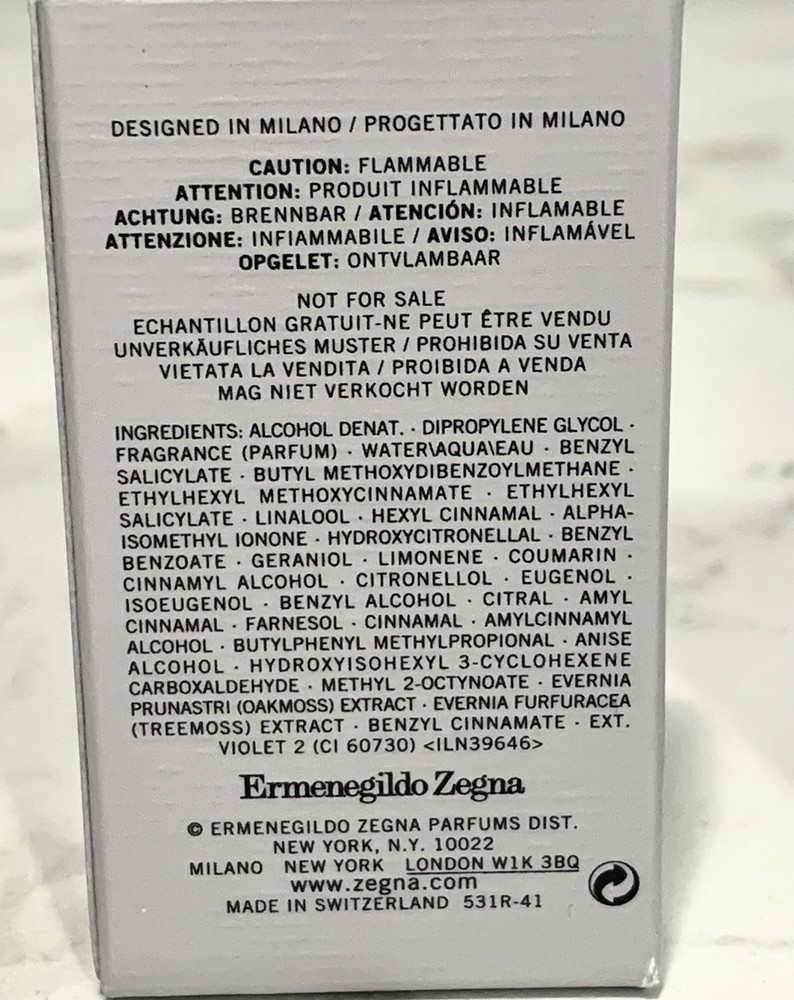 DESIGNED IN MILANO / PROGETTATO IN MILANO
CAUTION: FLAMMABLE
ATTENTION: PRODUIT INFLAMMABLE
ACHTUNG: BRENNBAR / ATENCIÓN: INFLAMABLE
ATTENZIONE: INFIAMMABILE / AVISO: INFLAMÁVEL
OPGELET: ONTVLAMBAAR
NOT FOR SALE
ECHANTILLON GRATUIT-NE PEUT ÊTRE VENDU
UNVERKÄUFLICHES MUSTER / PROHIBIDA SU VENTA
VIETATA LA VENDITA / PROIBIDA A VENDA
MAG NIET VERKOCHT WORDEN
INGREDIENTS: ALCOHOL DENAT. · DIPROPYLENE GLYCOL ·
FRAGRANCE (PARFUM) · WATER\AQUA\EAU · BENZYL
SALICYLATE · BUTYL METHOXYDIBENZOYLMETHANE ·
ETHYLHEXYL METHOXYCINNAMATE · ETHYLHEXYL
SALICYLATE · LINALOOL · HEXYL CINNAMAL · ALPHA-
ISOMETHYL IONONE · HYDROXYCITRONELLAL · BENZYL
BENZOATE · GERANIOL · LIMONENE · COUMARIN ·
CINNAMYL ALCOHOL · CITRONELLOL · EUGENOL ·
ISOEUGENOL · BENZYL ALCOHOL · CITRAL · AMYL
CINNAMAL · FARNESOL · CINNAMAL · AMYLCINNAMYL
ALCOHOL · BUTYLPHENYL METHYLPROPIONAL · ANISE
ALCOHOL · HYDROXYISOHEXYL 3-CYCLOHEXENE
CARBOXALDEHYDE · METHYL 2-OCTYNOATE · EVERNIA
PRUNASTRI (OAKMOSS) EXTRACT · EVERNIA FURFURACEA
(TREEMOSS) EXTRACT · BENZYL CINNAMATE · EXT.
VIOLET 2 (CI 60730) <ILN39646>
Ermenegildo Zegna
© ERMENEGILDO ZEGNA PARFUMS DIST.
NEW YORK, N.Y. 10022
MILANO NEW YORK LONDON W1K 3BQ
www.zegna.com
MADE IN SWITZERLAND 531R-41